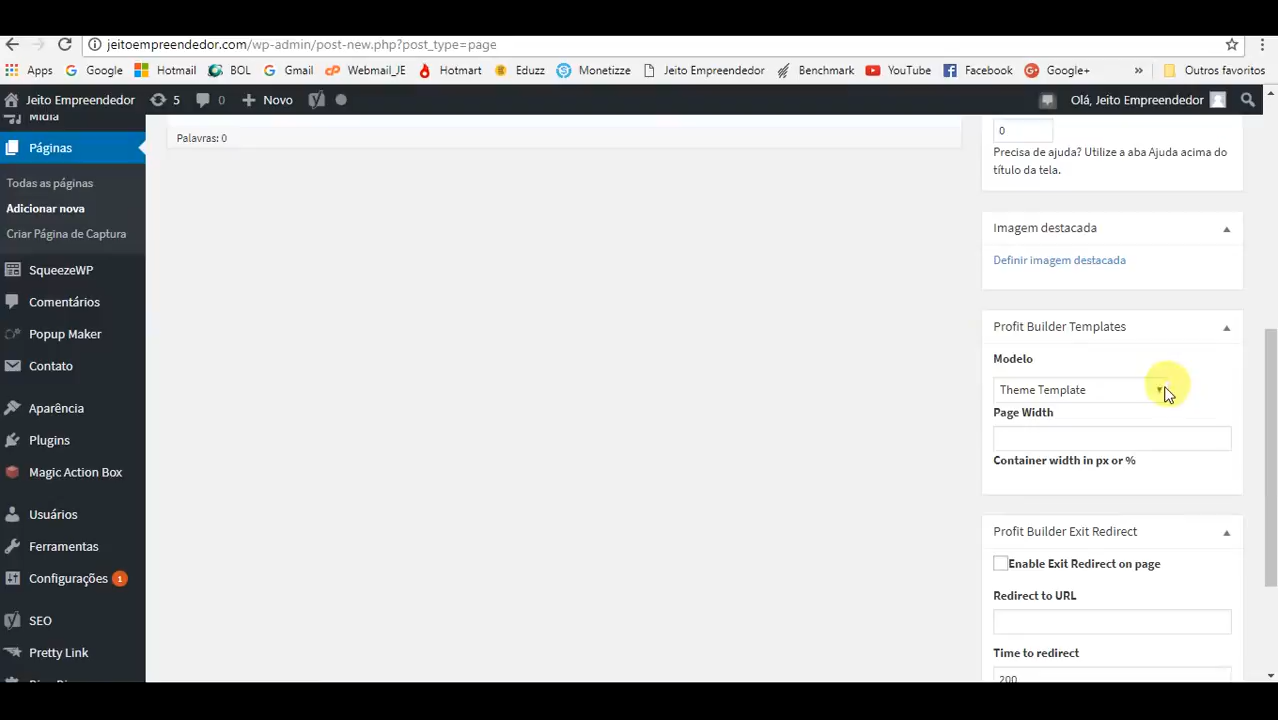 jeitoempreendedor.com/wp-admin/post-new.php?post_type=page
Apps Google Hotmail BOL Gmail Webmail_JE Hotmart Eduzz Monetizze Jeito Empreendedor Benchmark YouTube Facebook Google+ » Outros favoritos
Jeito Empreendedor 5 0 Novo Olá, Jeito Empreendedor
Mídia
Páginas
Todas as páginas
Adicionar nova
Criar Página de Captura
SqueezeWP
Comentários
Popup Maker
Contato
Aparência
Plugins
Magic Action Box
Usuários
Ferramentas
Configurações 1
SEO
Pretty Link
Palavras: 0
0
Precisa de ajuda? Utilize a aba Ajuda acima do
título da tela.
Imagem destacada
Definir imagem destacada
Profit Builder Templates
Modelo
Theme Template
Page Width
Container width in px or %
Profit Builder Exit Redirect
Enable Exit Redirect on page
Redirect to URL
Time to redirect
200